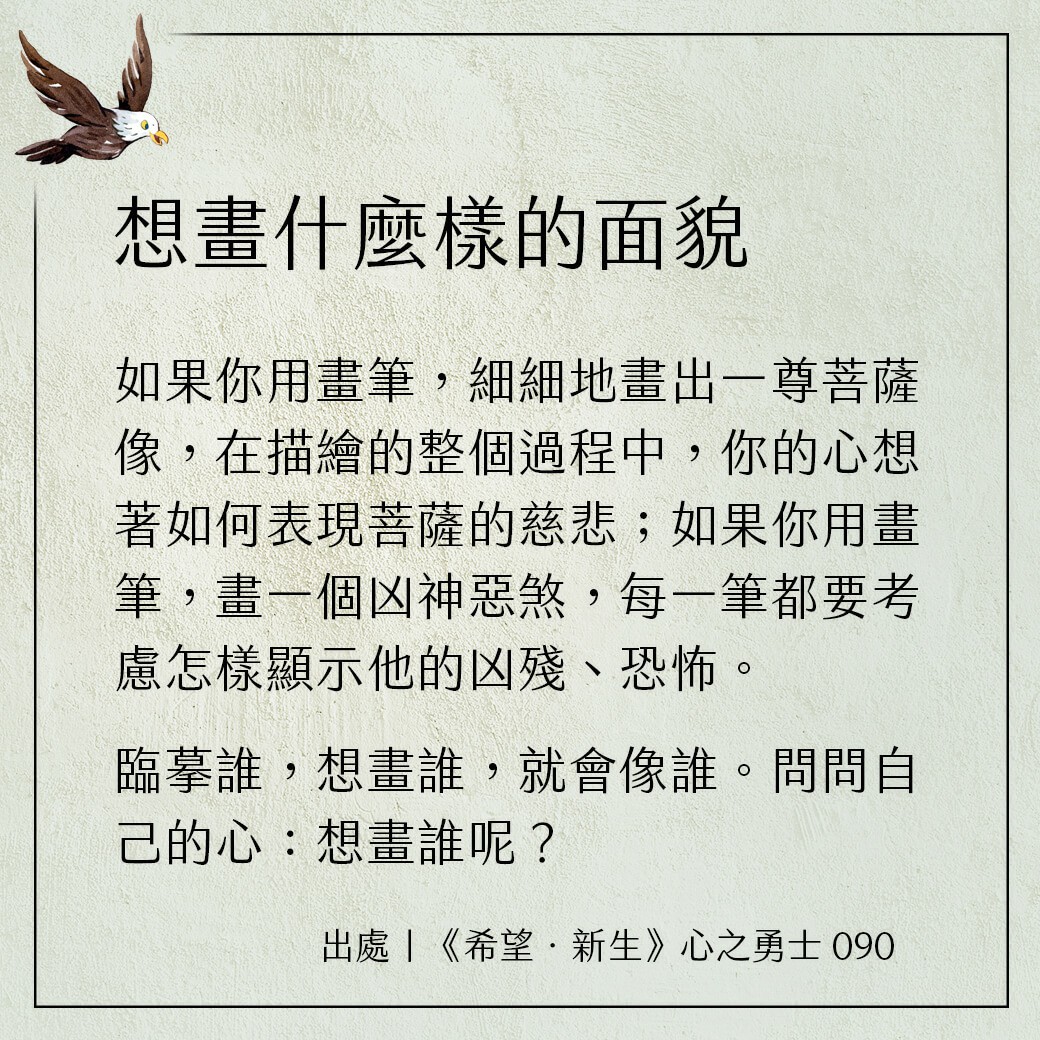 想畫什麼樣的面貌
如果你用畫筆，細細地畫出一尊菩薩
像，在描繪的整個過程中，你的心想
著如何表現菩薩的慈悲；如果你用畫
筆，畫一個凶神惡煞，每一筆都要考
慮怎樣顯示他的凶殘、恐怖。
臨摹誰，想畫誰，就會像誰。問問自
己的心：想畫誰呢？
出處｜《希望．新生》心之勇士 090